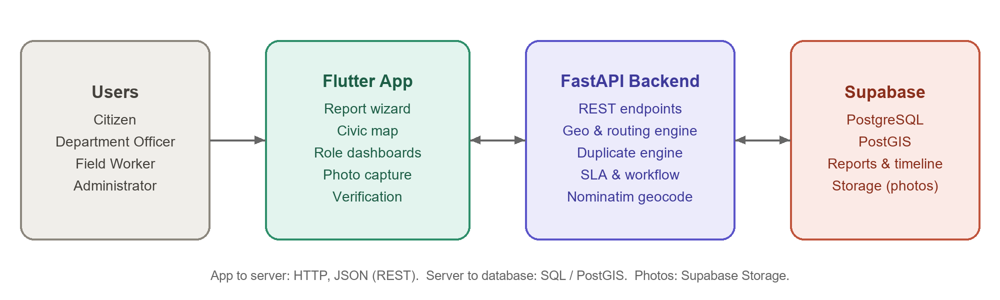 Users
Citizen
Department Officer
Field Worker
Administrator
Flutter App
Report wizard
Civic map
Role dashboards
Photo capture
Verification
FastAPI Backend
REST endpoints
Geo & routing engine
Duplicate engine
SLA & workflow
Nominatim geocode
Supabase
PostgreSQL
PostGIS
Reports & timeline
Storage (photos)
App to server: HTTP, JSON (REST).  Server to database: SQL / PostGIS.  Photos: Supabase Storage.